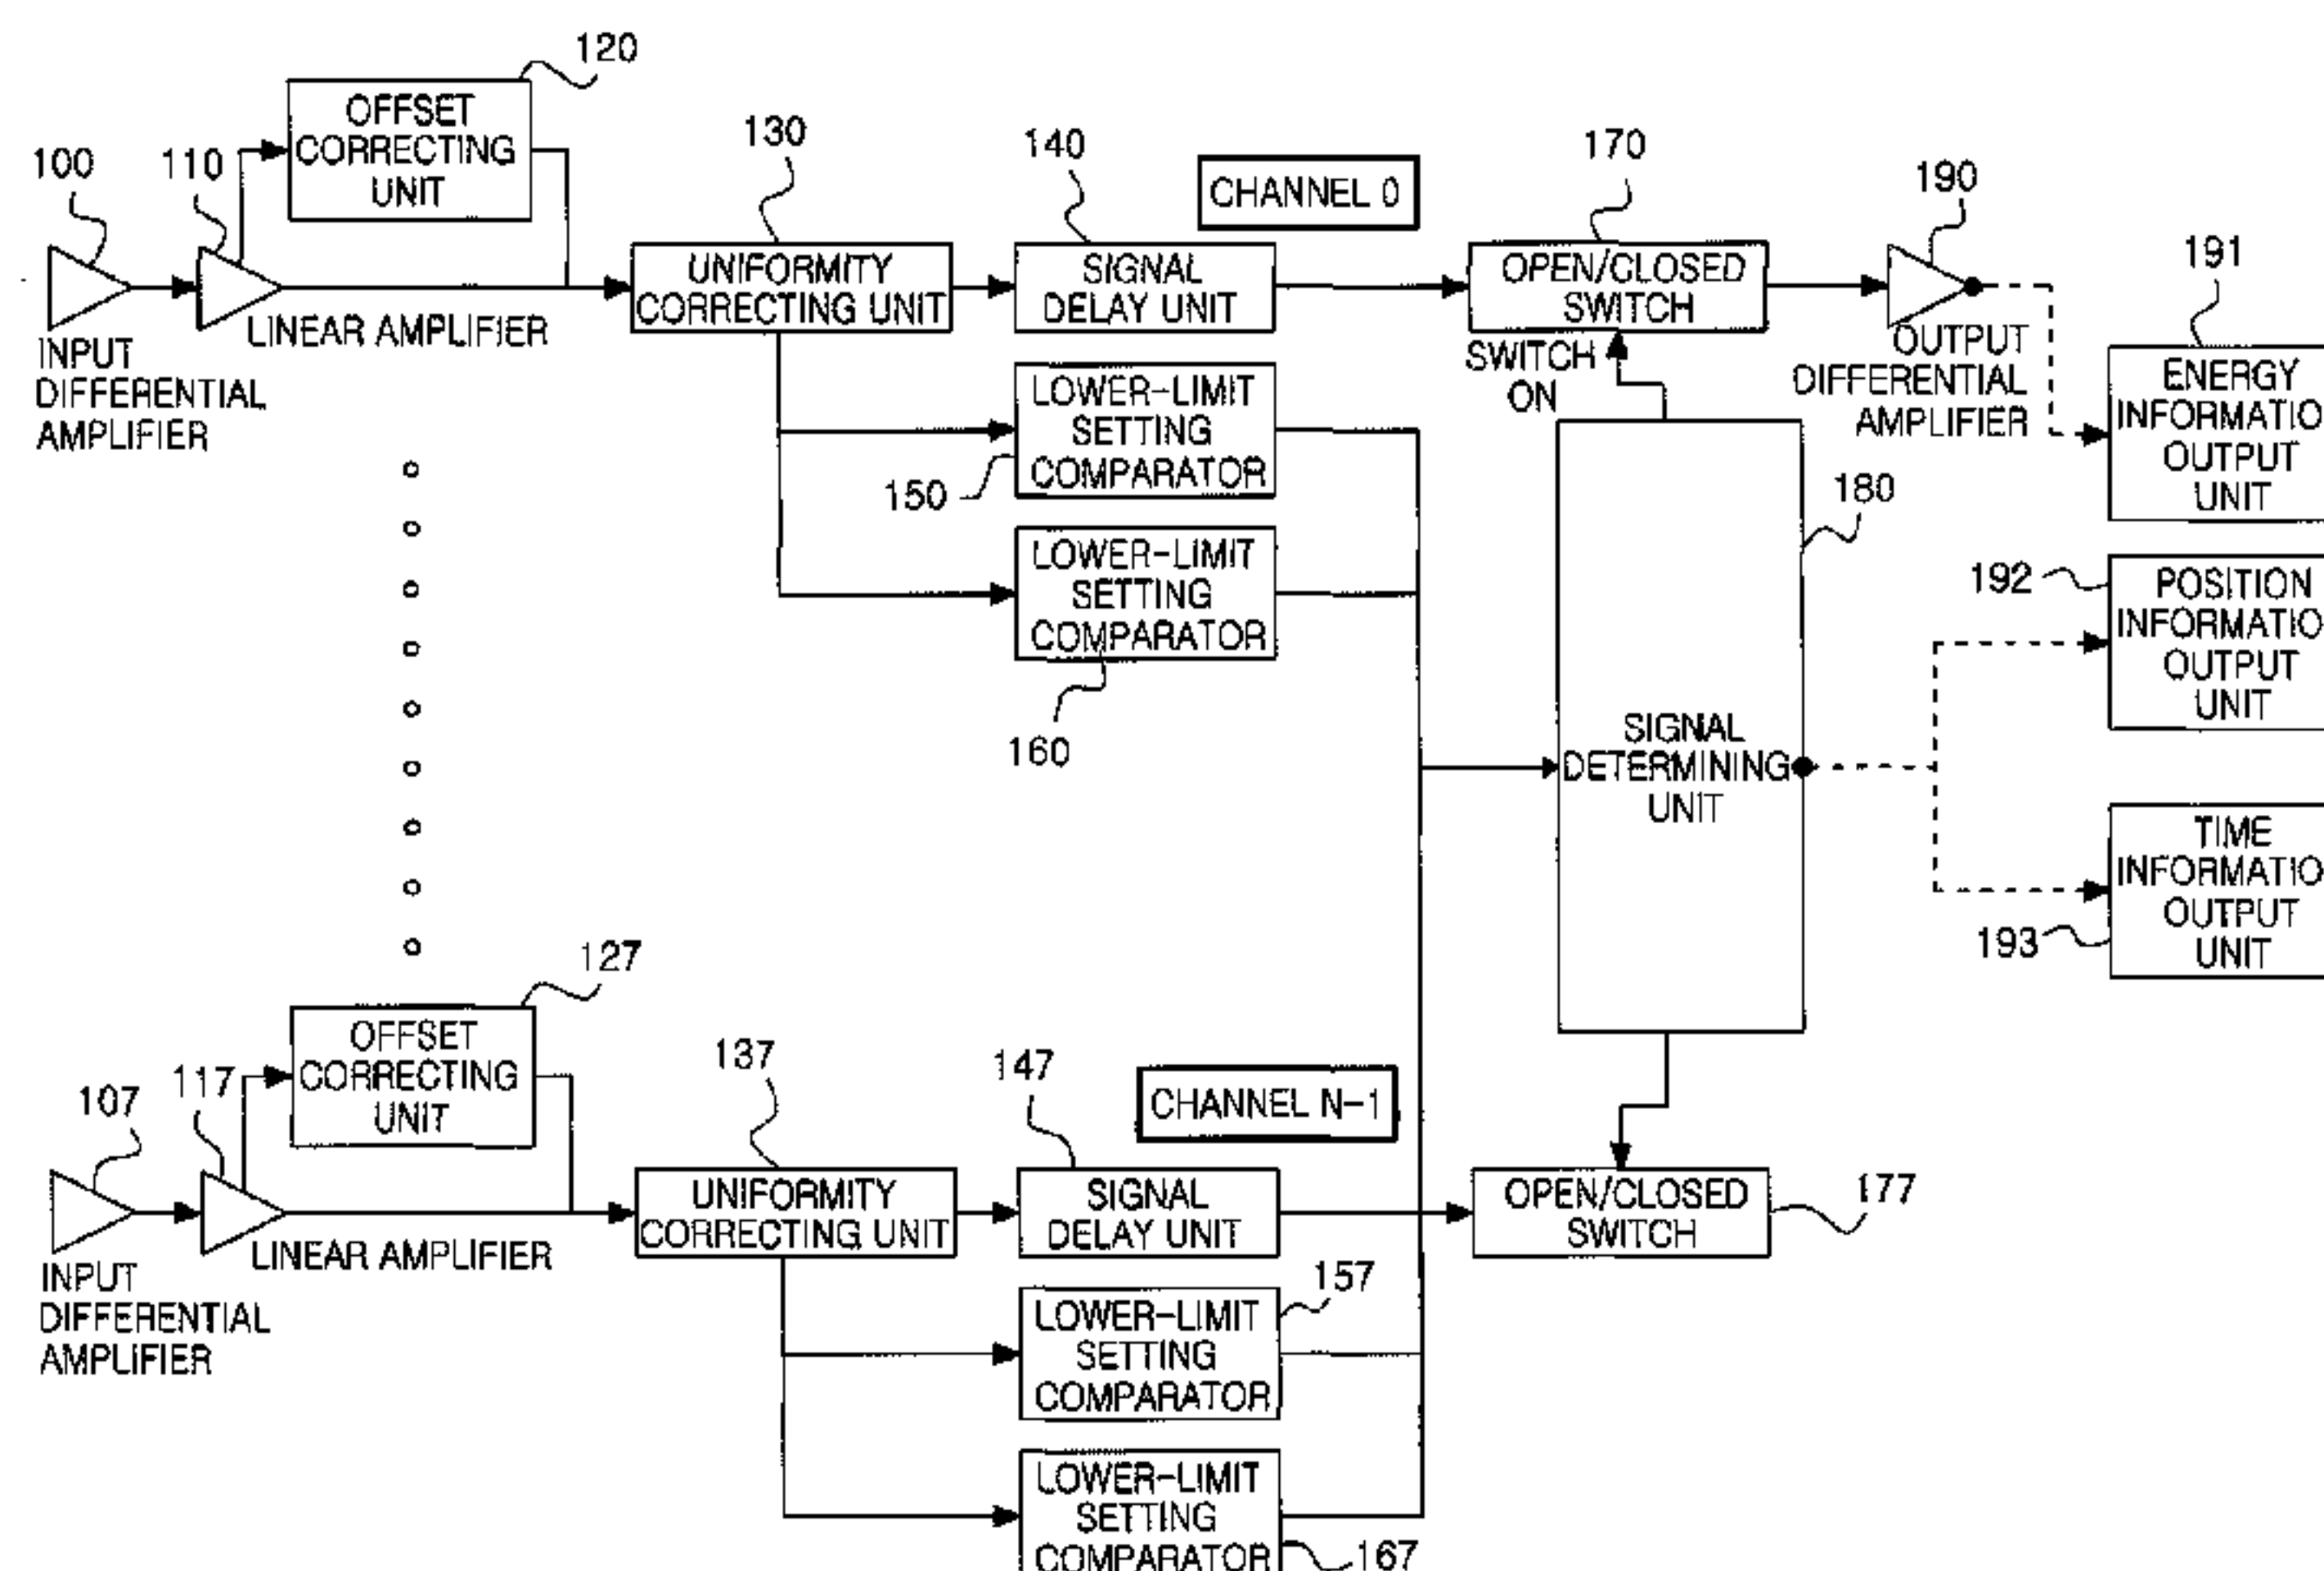 120
OFFSET
CORRECTING
UNIT
100
110
130
140
CHANNEL 0
170
190
191
INPUT
DIFFERENTIAL
AMPLIFIER
LINEAR AMPLIFIER
UNIFORMITY
CORRECTING UNIT
SIGNAL
DELAY UNIT
OPEN/CLOSED
SWITCH
SWITCH
ON
OUTPUT
DIFFERENTIAL
AMPLIFIER
ENERGY
INFORMATIO
OUTPUT
UNIT
LOWER-LIMIT
SETTING
COMPARATOR
150
LOWER-LIMIT
SETTING
COMPARATOR
160
180
SIGNAL
DETERMINING
UNIT
192
POSITION
INFORMATIO
OUTPUT
UNIT
TIME
INFORMATIO
OUTPUT
UNIT
193
127
OFFSET
CORRECTING
UNIT
107
117
137
147
CHANNEL N-1
INPUT
DIFFERENTIAL
AMPLIFIER
LINEAR AMPLIFIER
UNIFORMITY
CORRECTING UNIT
SIGNAL
DELAY UNIT
OPEN/CLOSED
SWITCH
177
157
LOWER-LIMIT
SETTING
COMPARATOR
LOWER-LIMIT
SETTING
COMPARATOR
167